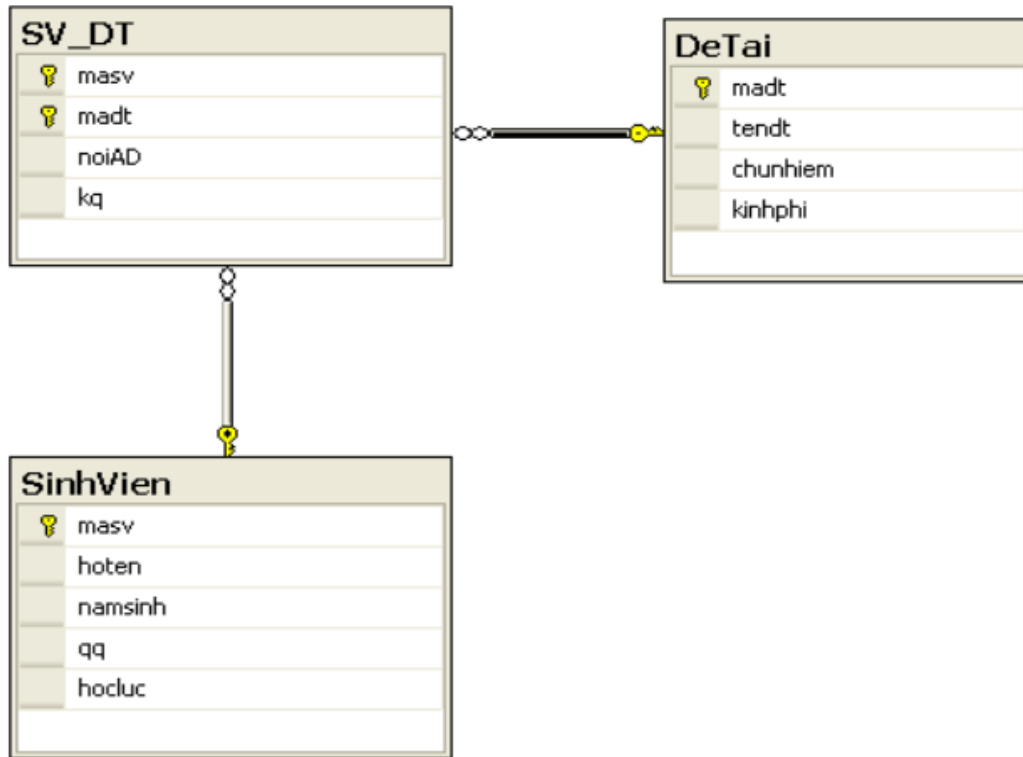 SV_DT
masv
madt
noiAD
kq
DeTai
madt
tendt
chunhiem
kinhphi
SinhVien
masv
hoten
namsinh
qq
hocluc